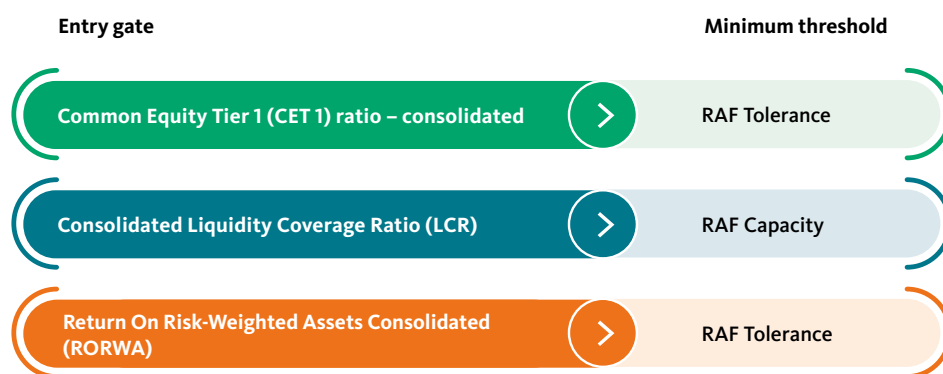 Entry gate
Minimum threshold
Common Equity Tier 1 (CET 1) ratio – consolidated
RAF Tolerance
Consolidated Liquidity Coverage Ratio (LCR)
RAF Capacity
Return On Risk-Weighted Assets Consolidated
(RORWA)
RAF Tolerance